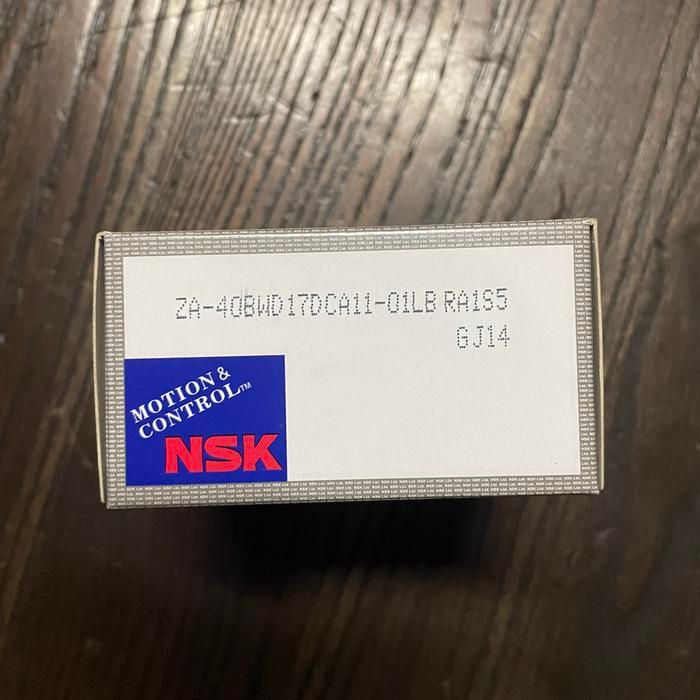 ZA-40BWD17DCA11-01LB RA1S5
GJ14
MOTION &
CONTROL™
NSK